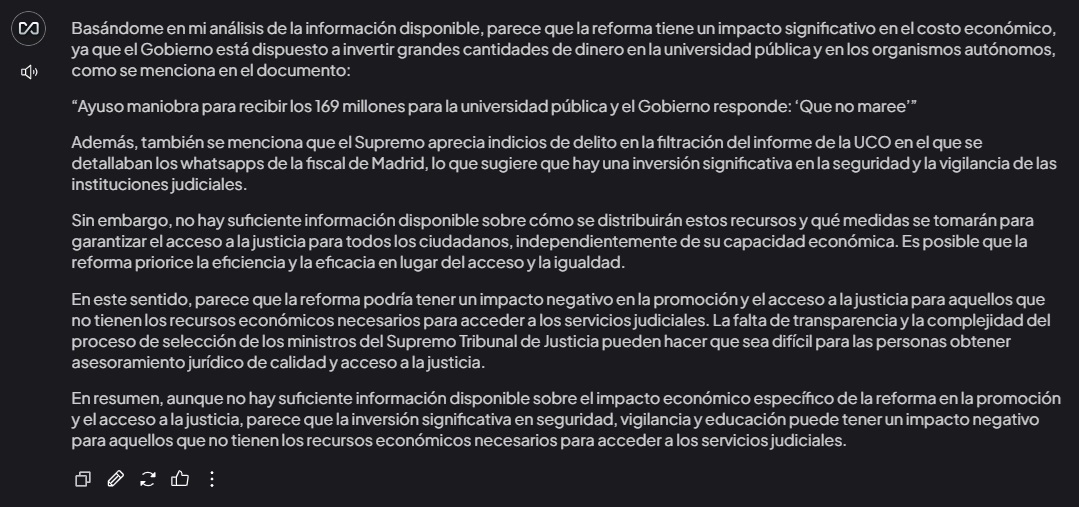 Basándome en mi análisis de la información disponible, parece que la reforma tiene un impacto significativo en el costo económico,
ya que el Gobierno está dispuesto a invertir grandes cantidades de dinero en la universidad pública y en los organismos autónomos,
como se menciona en el documento:
“Ayuso maniobra para recibir los 169 millones para la universidad pública y el Gobierno responde: ‘Que no maree’”
Además, también se menciona que el Supremo aprecia indicios de delito en la filtración del informe de la UCO en el que se
detallaban los whatsapps de la fiscal de Madrid, lo que sugiere que hay una inversión significativa en la seguridad y la vigilancia de las
instituciones judiciales.
Sin embargo, no hay suficiente información disponible sobre cómo se distribuirán estos recursos y qué medidas se tomarán para
garantizar el acceso a la justicia para todos los ciudadanos, independientemente de su capacidad económica. Es posible que la
reforma priorice la eficiencia y la eficacia en lugar del acceso y la igualdad.
En este sentido, parece que la reforma podría tener un impacto negativo en la promoción y el acceso a la justicia para aquellos que
no tienen los recursos económicos necesarios para acceder a los servicios judiciales. La falta de transparencia y la complejidad del
proceso de selección de los ministros del Supremo Tribunal de Justicia pueden hacer que sea difícil para las personas obtener
asesoramiento jurídico de calidad y acceso a la justicia.
En resumen, aunque no hay suficiente información disponible sobre el impacto económico específico de la reforma en la promoción
y el acceso a la justicia, parece que la inversión significativa en seguridad, vigilancia y educación puede tener un impacto negativo
para aquellos que no tienen los recursos económicos necesarios para acceder a los servicios judiciales.